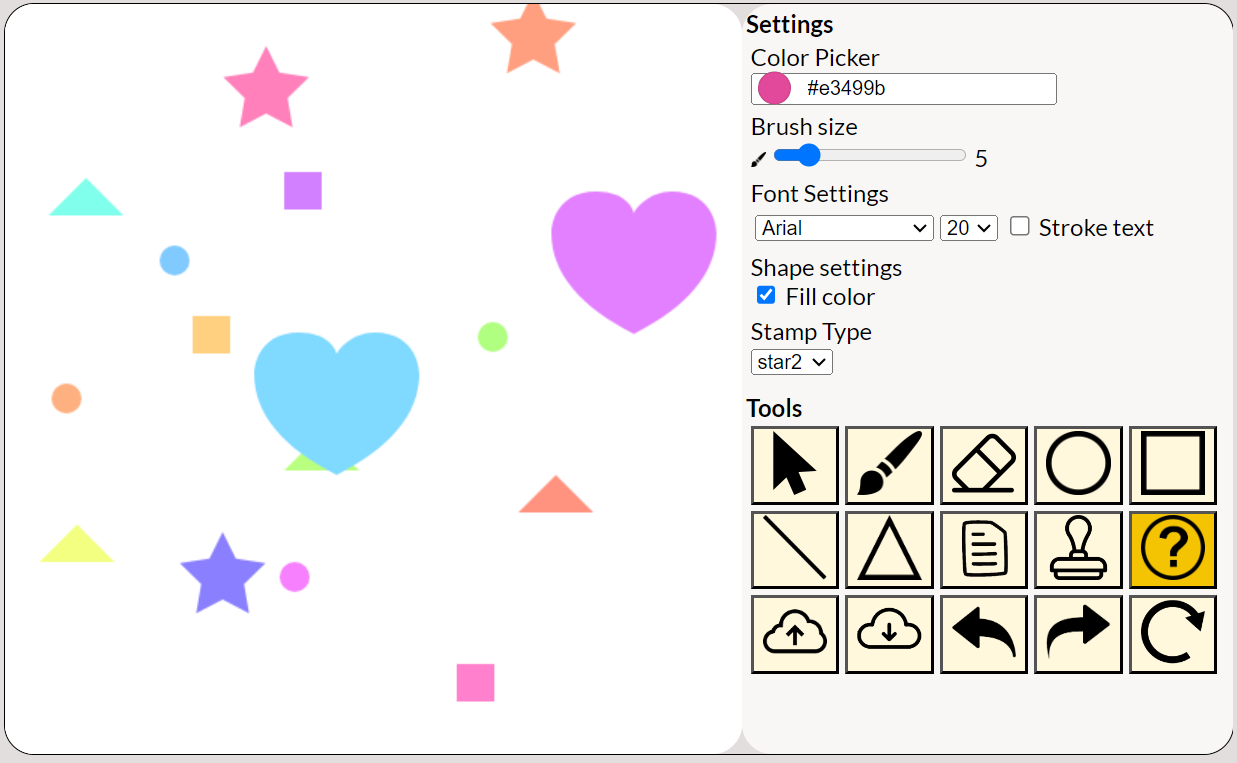 Settings
Color Picker
#e3499b
Brush size
5
Font Settings
Arial 20 Stroke text
Shape settings
Fill color
Stamp Type
star2
Tools
?